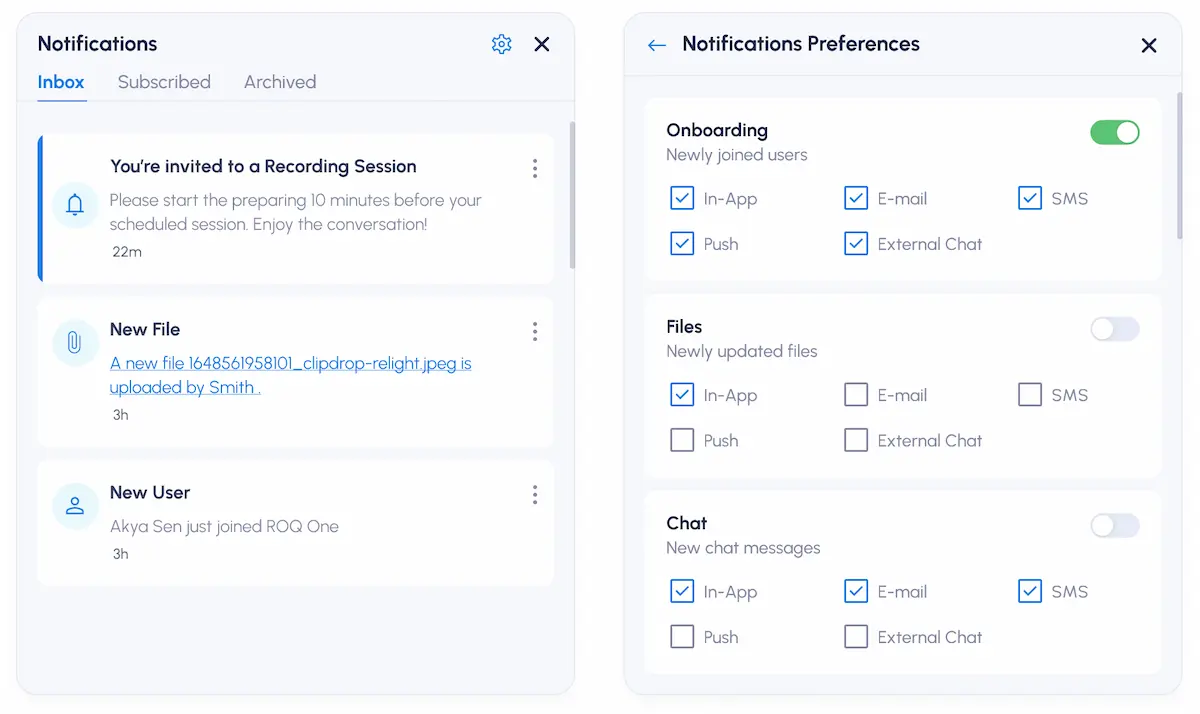 Notifications
Inbox Subscribed Archived
You're invited to a Recording Session
Please start the preparing 10 minutes before your
scheduled session. Enjoy the conversation!
22m
New File
A new file 1648561958101_clipdrop-relight.jpeg is
uploaded by Smith .
3h
New User
Akya Sen just joined ROQ One
3h
Notifications Preferences
Onboarding
Newly joined users
In-App E-mail SMS
Push External Chat
Files
Newly updated files
In-App E-mail SMS
Push External Chat
Chat
New chat messages
In-App E-mail SMS
Push External Chat